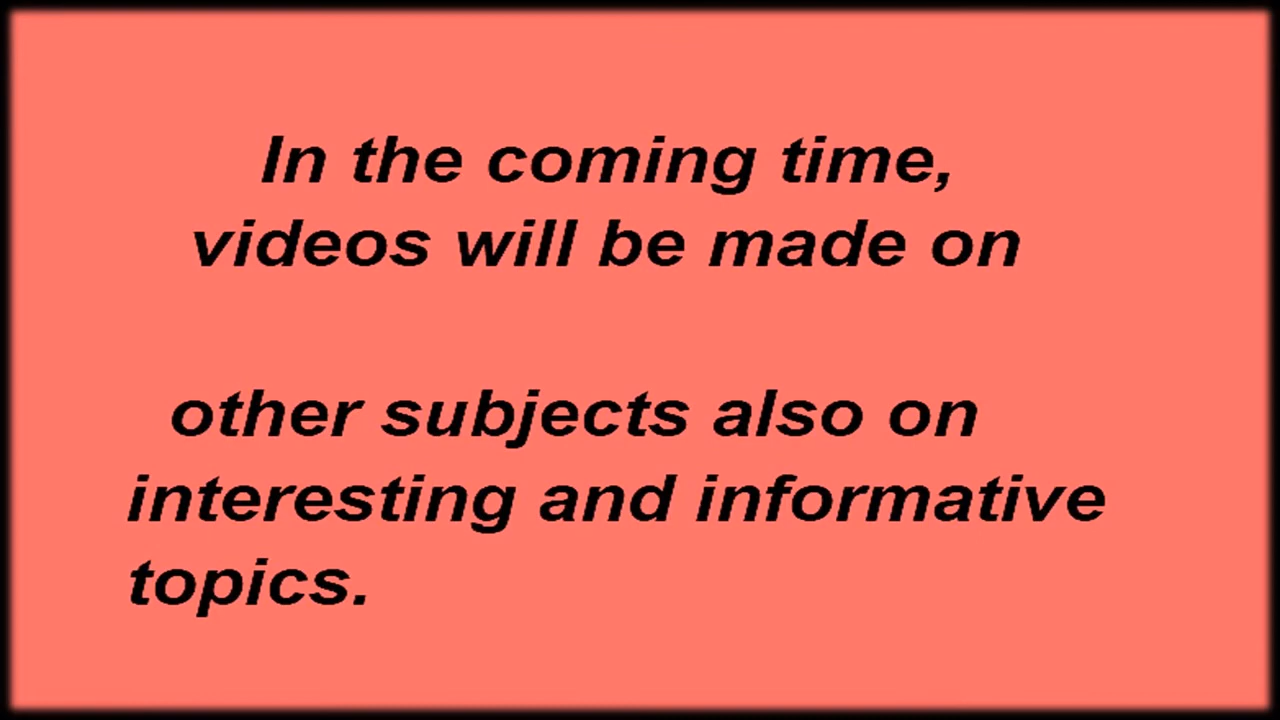 In the coming time,
videos will be made on
other subjects also on
interesting and informative
topics.